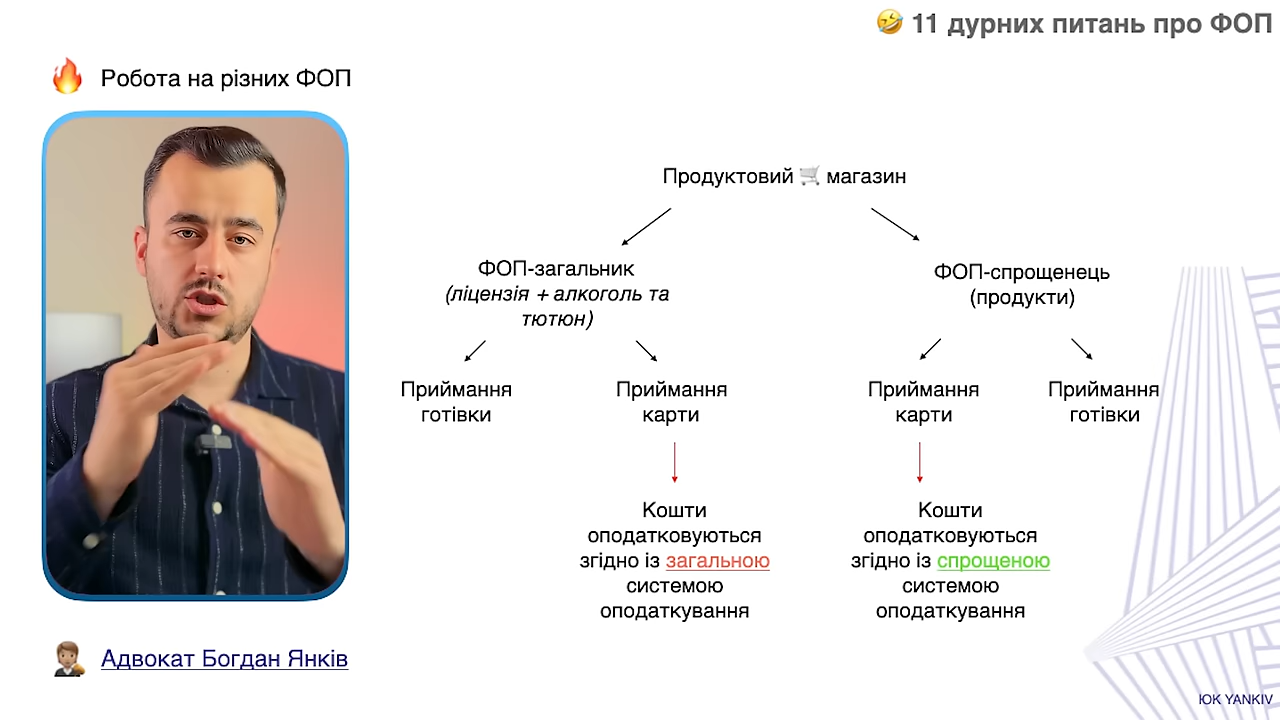 🤣 11 дурних питань про ФОП
🔥 Робота на різних ФОП
Продуктовий 🛒 магазин
ФОП-загальник
(ліцензія + алкоголь та
тютюн)
ФОП-спрощенець
(продукти)
Приймання
готівки
Приймання
карти
Приймання
карти
Приймання
готівки
Кошти
оподатковуються
згідно із загальною
системою
оподаткування
Кошти
оподатковуються
згідно із спрощеною
системою
оподаткування
Адвокат Богдан Янків
ЮК YANKIV